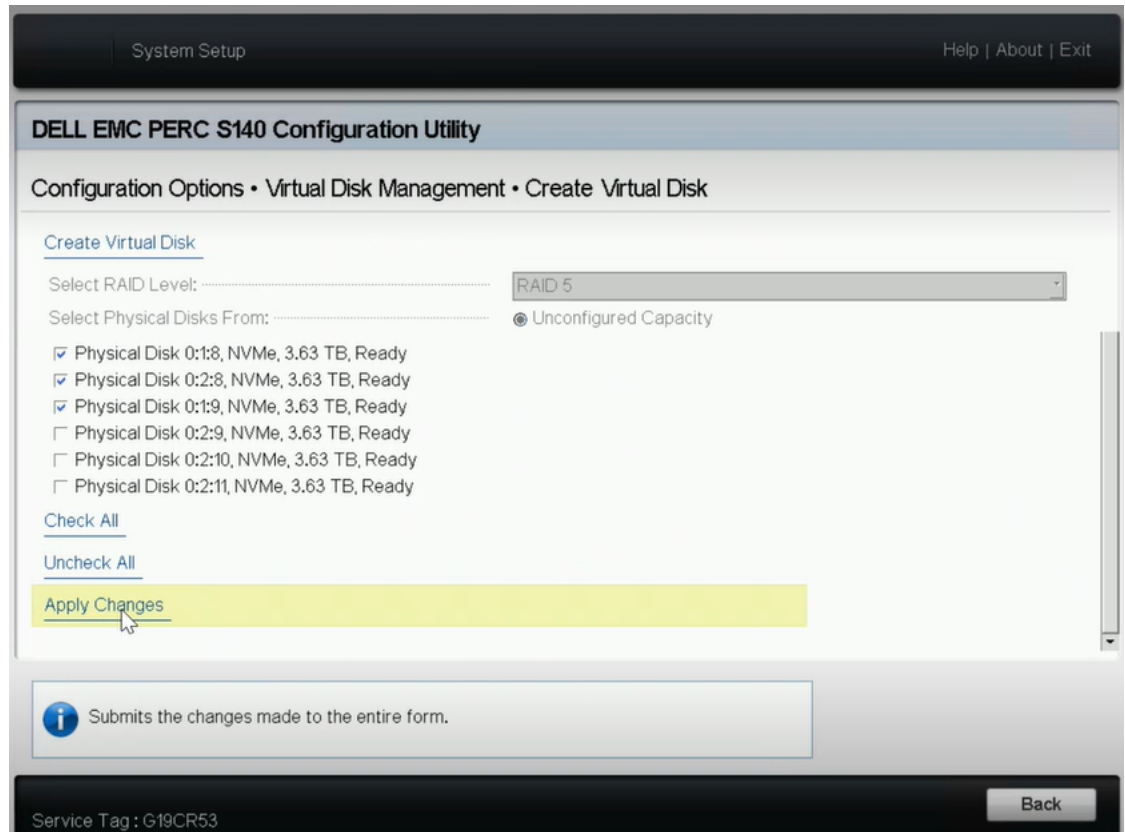 System Setup
Help | About | Exit
DELL EMC PERC S140 Configuration Utility
Configuration Options • Virtual Disk Management • Create Virtual Disk
Create Virtual Disk
Select RAID Level:
RAID 5
Select Physical Disks From:
Unconfigured Capacity
Physical Disk 0:1:8, NVMe, 3.63 TB, Ready
Physical Disk 0:2:8, NVMe, 3.63 TB, Ready
Physical Disk 0:1:9, NVMe, 3.63 TB, Ready
Physical Disk 0:2:9, NVMe, 3.63 TB, Ready
Physical Disk 0:2:10, NVMe, 3.63 TB, Ready
Physical Disk 0:2:11, NVMe, 3.63 TB, Ready
Check All
Uncheck All
Apply Changes
Submits the changes made to the entire form.
Back
Service Tag : G19CR53